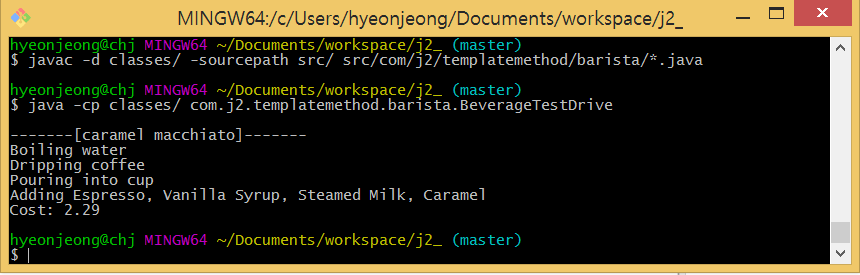 MINGW64:/c/Users/hyeonjeong/Documents/workspace/j2_
hyeonjeong@chj MINGW64 ~/Documents/workspace/j2_ (master)
$ javac -d classes/ -sourcepath src/ src/com/j2/templatemethod/barista/*.java
hyeonjeong@chj MINGW64 ~/Documents/workspace/j2_ (master)
$ java -cp classes/ com.j2.templatemethod.barista.BeverageTestDrive
-------[caramel macchiato]-------
Boiling water
Dripping coffee
Pouring into cup
Adding Espresso, Vanilla Syrup, Steamed Milk, Caramel
Cost: 2.29
hyeonjeong@chj MINGW64 ~/Documents/workspace/j2_ (master)
$